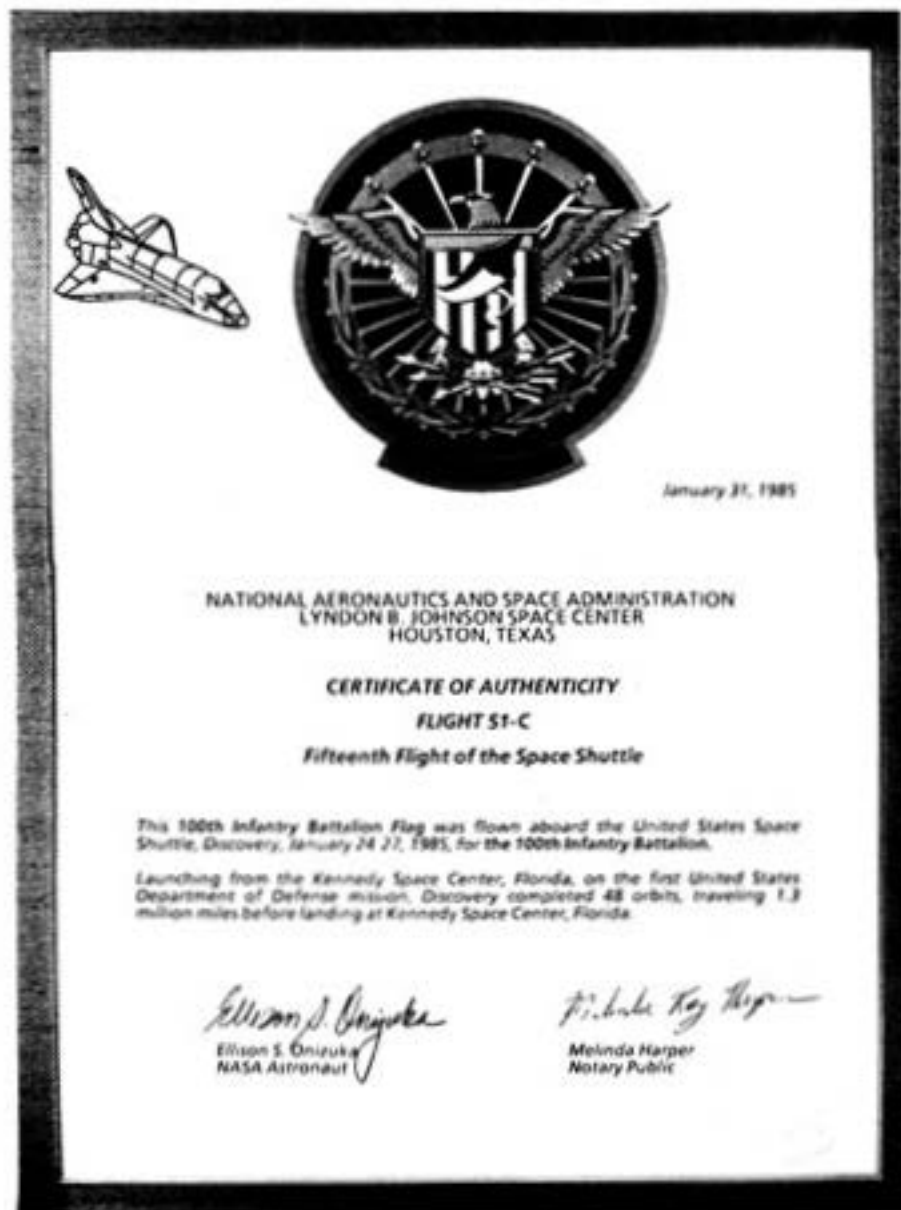 January 31, 1985
NATIONAL AERONAUTICS AND SPACE ADMINISTRATION
LYNDON B. JOHNSON SPACE CENTER
HOUSTON, TEXAS
CERTIFICATE OF AUTHENTICITY
FLIGHT 51-C
Fifteenth Flight of the Space Shuttle
This 100th Infantry Battalion Flag was flown aboard the United States Space
Shuttle, Discovery, January 24 27, 1985, for the 100th Infantry Battalion.
Launching from the Kennedy Space Center, Florida, on the first United States
Department of Defense mission, Discovery completed 48 orbits, traveling 1.3
million miles before landing at Kennedy Space Center, Florida.
Ellison S. Onizuka
Ellison S. Onizuka
NASA Astronaut
Melinda Kay Harper
Melinda Harper
Notary Public